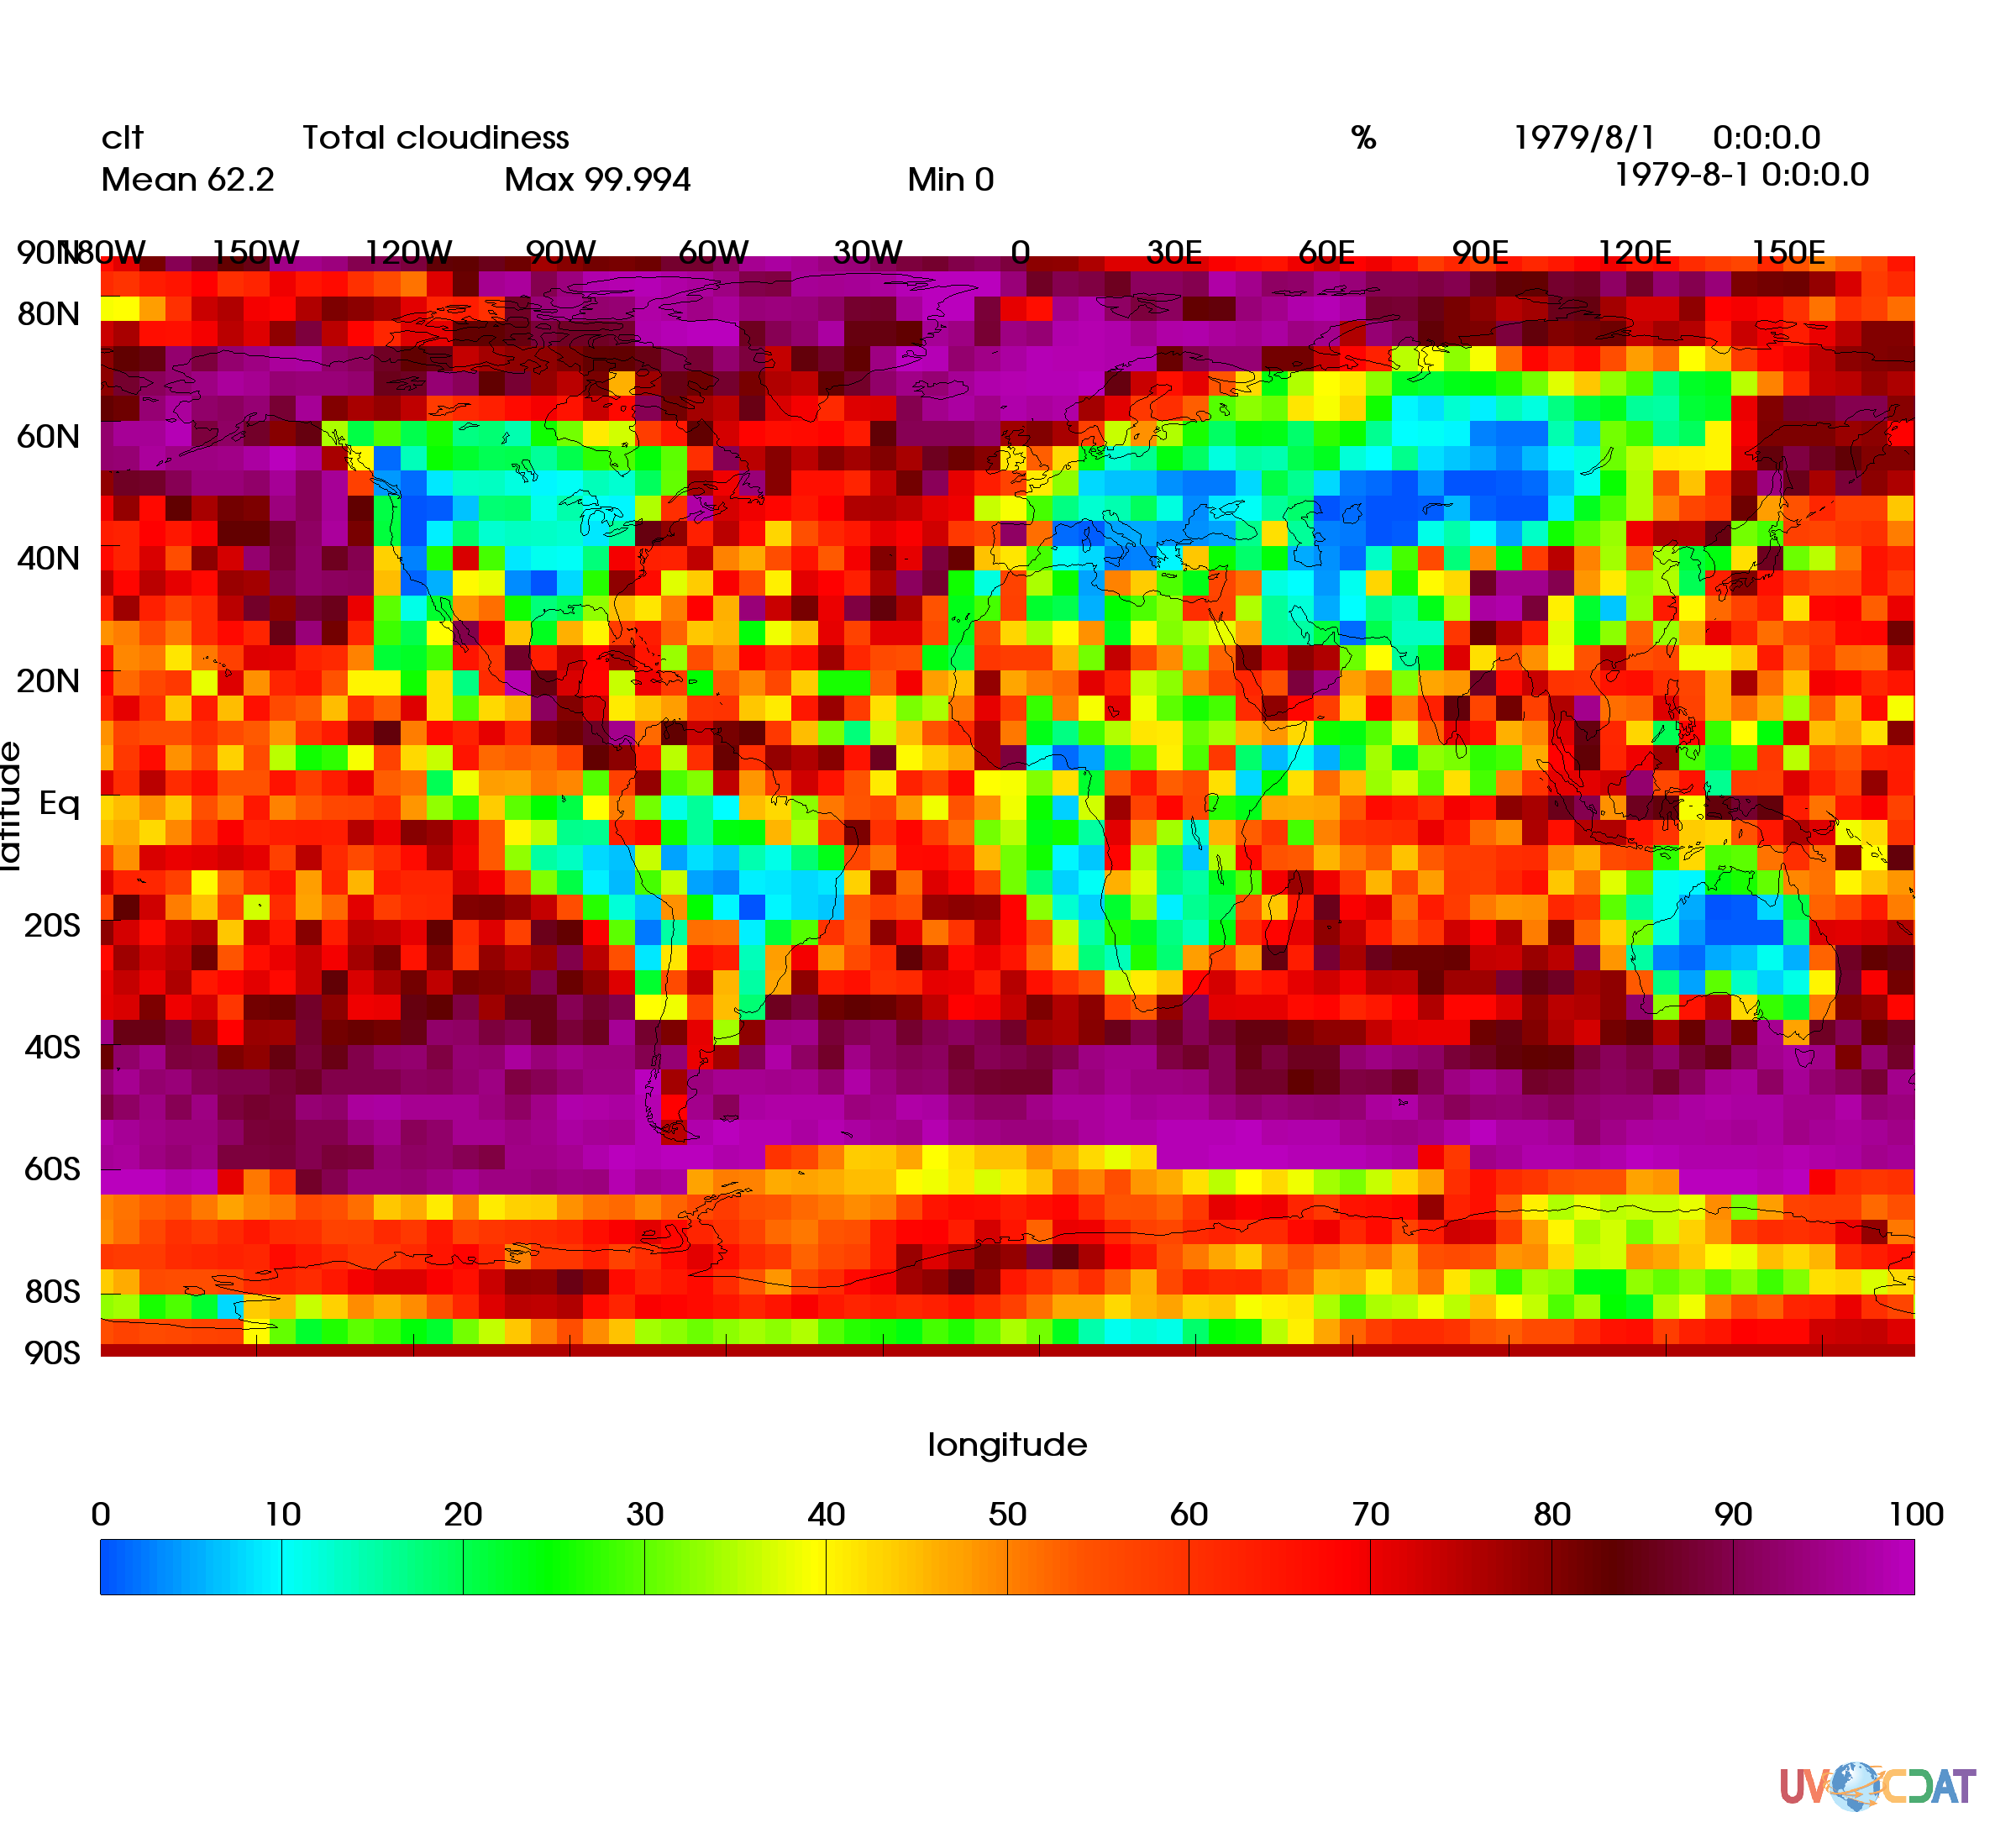 clt Total cloudiness % 1979/8/1 0:0:0.0
Mean 62.2 Max 99.994 Min 0 1979-8-1 0:0:0.0
90N 180W 150W 120W 90W 60W 30W 0 30E 60E 90E 120E 150E
80N
60N
40N
20N
latitude
Eq
20S
40S
60S
80S
90S
longitude
0 10 20 30 40 50 60 70 80 90 100
UV CDAT